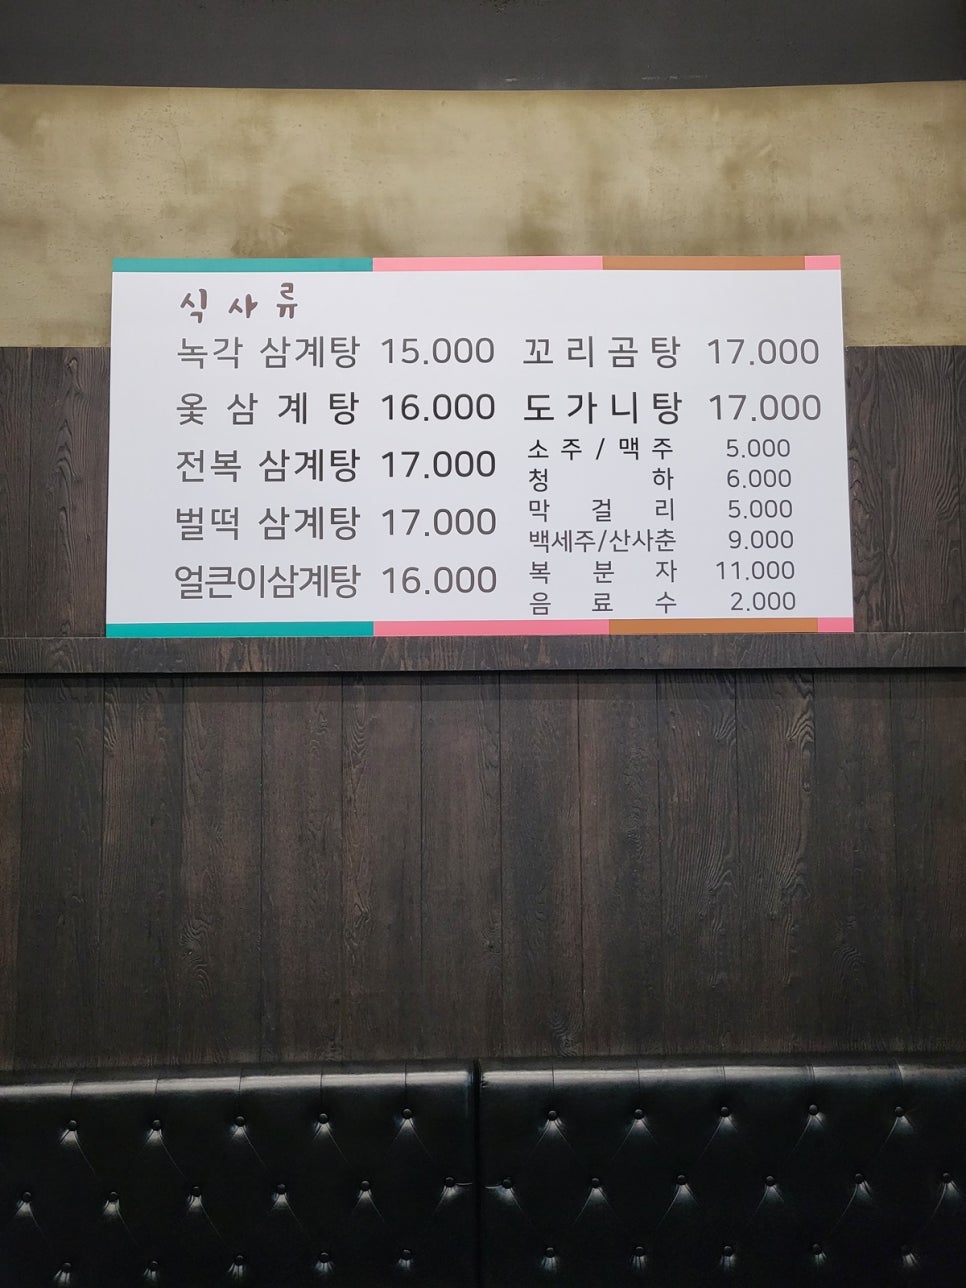 식 사 류
녹각 삼계탕 15.000
옻 삼 계 탕 16.000
전복 삼계탕 17.000
벌떡 삼계탕 17.000
얼큰이삼계탕 16.000
꼬 리 곰 탕 17.000
도 가 니 탕 17.000
소 주 / 맥 주 5.000
청 하 6.000
막 걸 리 5.000
백세주/산사춘 9.000
복 분 자 11.000
음 료 수 2.000